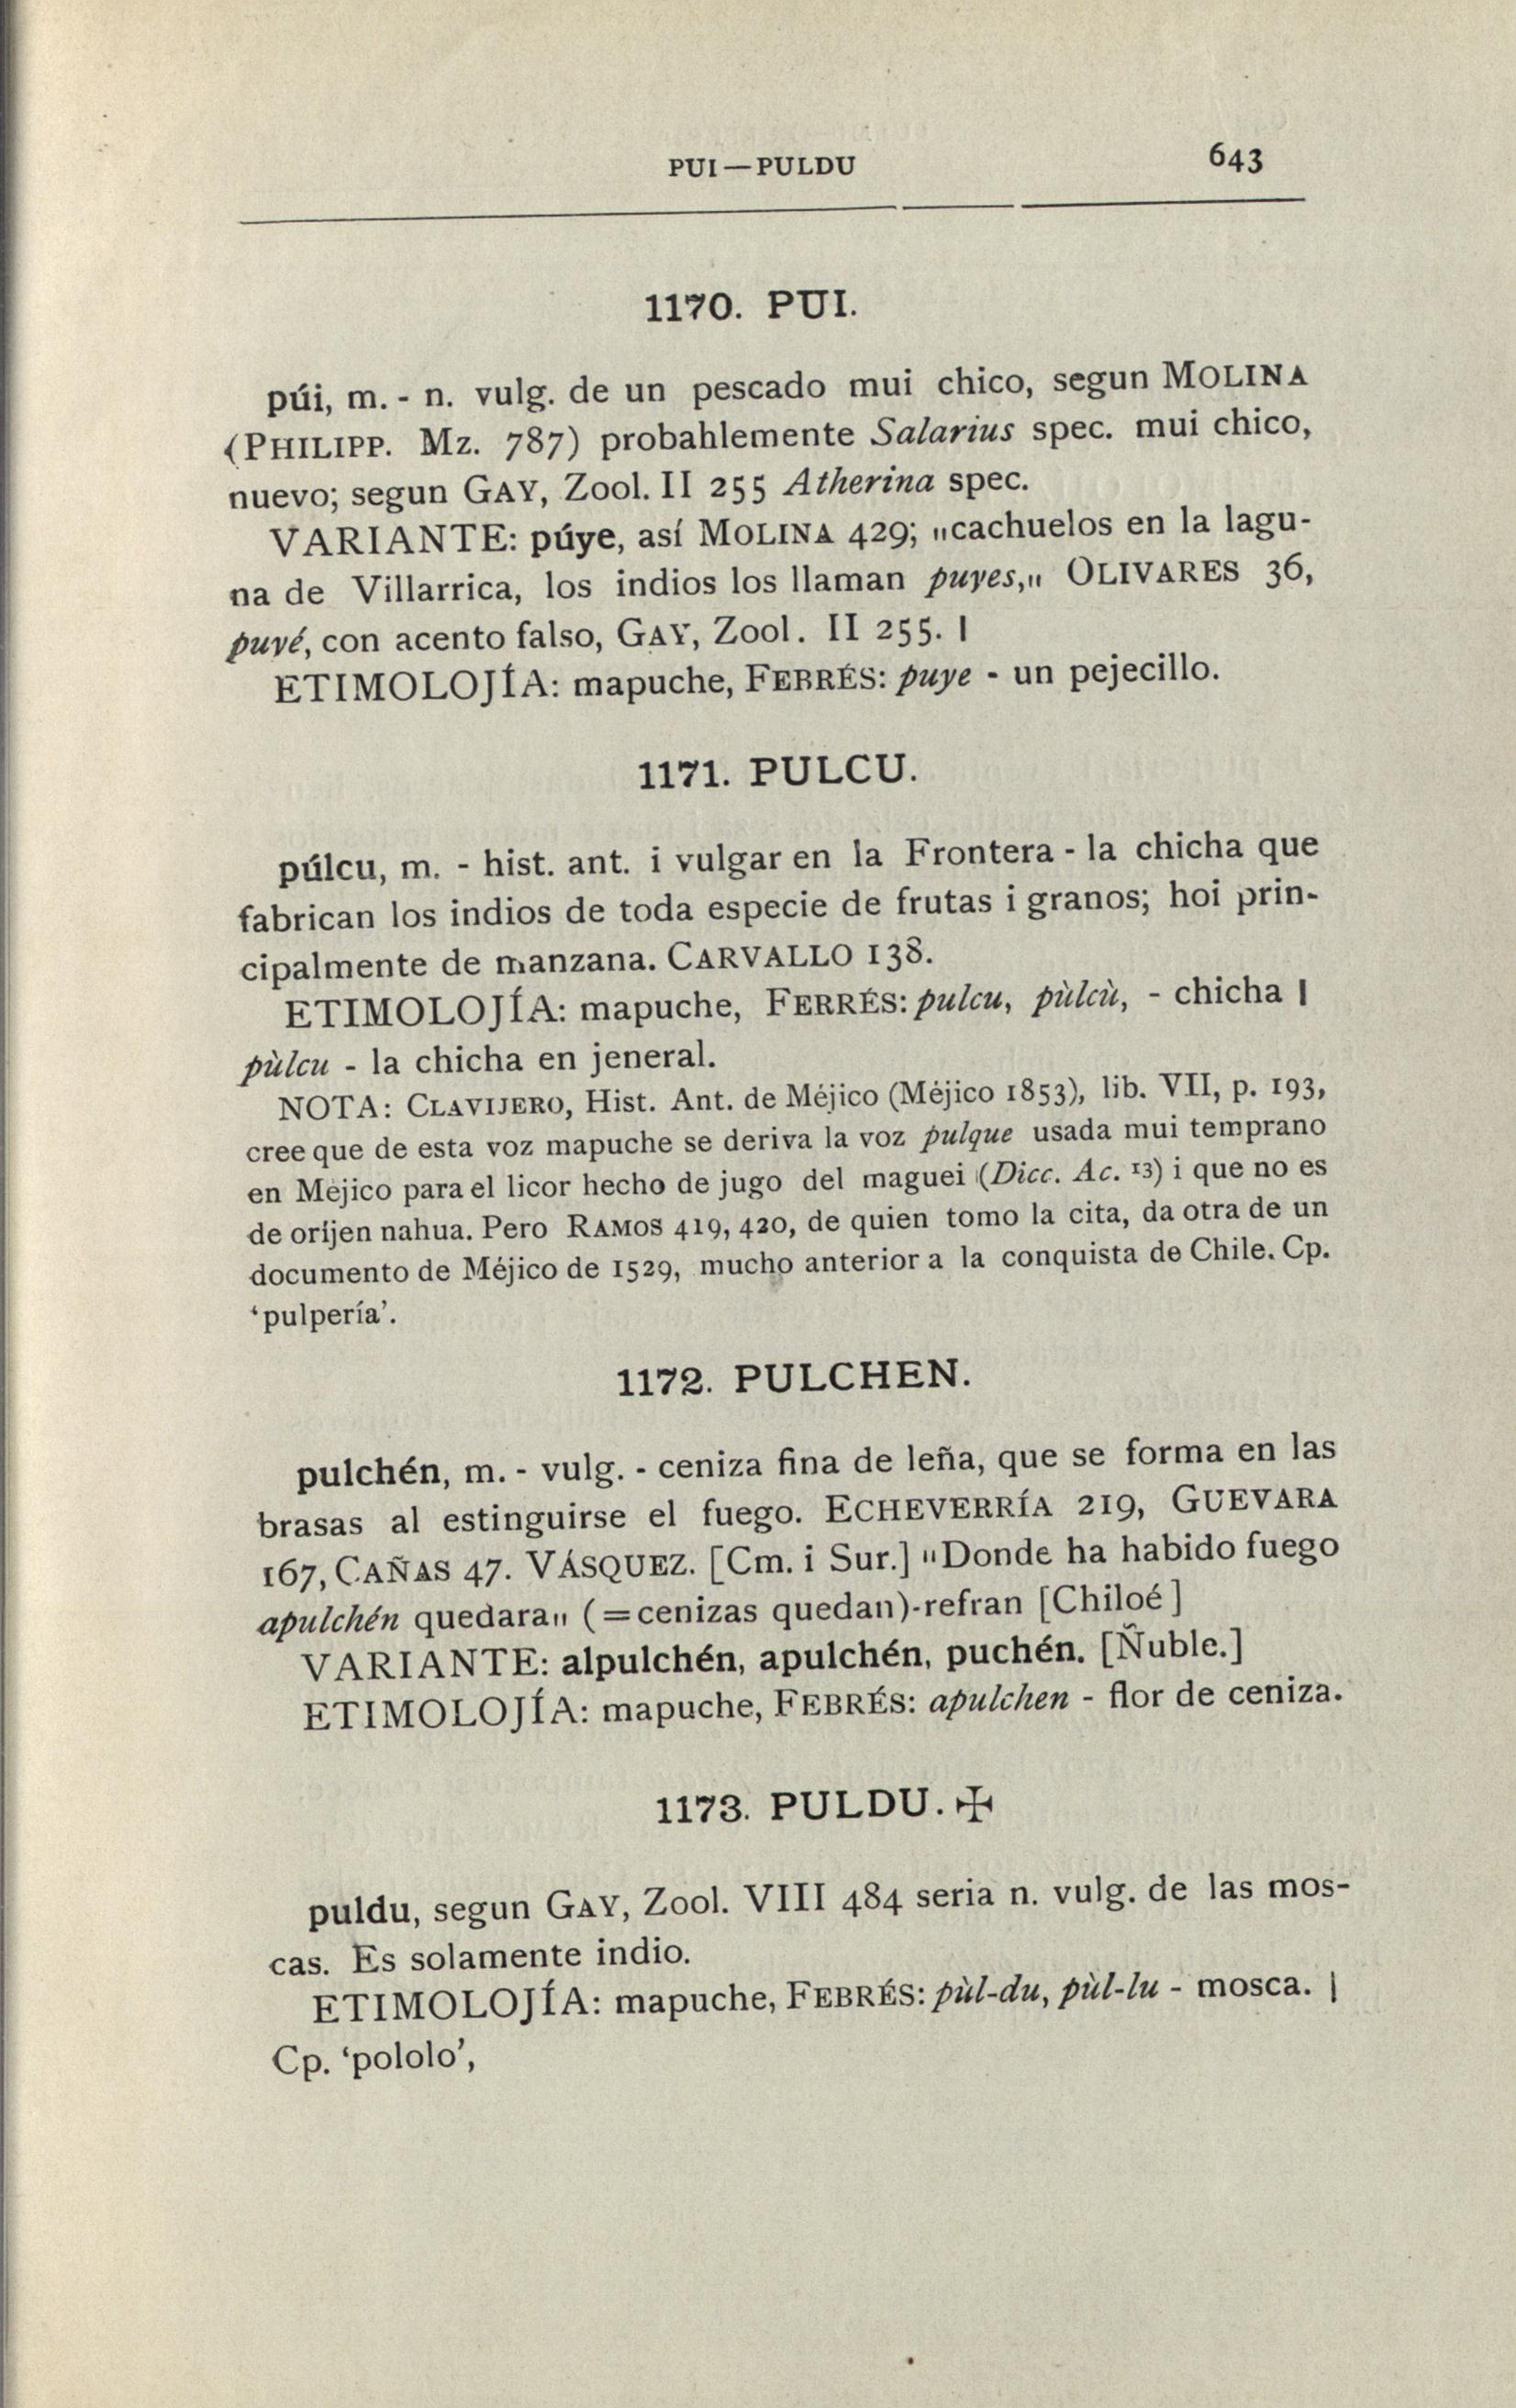 PUI—PULDU 643
1170. PUI.
púi, m. - n. vulg. de un pescado mui chico, segun MOLINA
(PHILIPP. Mz. 787) probahlemente Salarius spec. mui chico,
nuevo; segun GAY, Zool. II 255 Atherina spec.
VARIANTE: púye, así MOLINA 429; „cachuelos en la lagu-
na de Villarrica, los indios los llaman puyes,„ OLIVARES 36,
puyé, con acento falso, GAY, Zool. II 255. |
ETIMOLOJÍA: mapuche, FEBRÉS: puye - un pejecillo.
1171. PULCU.
púlcu, m. - hist. ant. i vulgar en la Frontera - la chicha que
fabrican los indios de toda especie de frutas i granos; hoi prin-
cipalmente de manzana. CARVALLO 138.
ETIMOLOJÍA: mapuche, FERRÉS: pulcu, pùlcù, - chicha |
pùlcu - la chicha en jeneral.
NOTA: CLAVIJERO, Hist. Ant. de Méjico (Méjico 1853), lib. VII, p. 193,
cree que de esta voz mapuche se deriva la voz pulque usada mui temprano
en Méjico para el licor hecho de jugo del maguei (Dicc. Ac. 13) i que no es
de oríjen nahua. Pero RAMOS 419, 420, de quien tomo la cita, da otra de un
documento de Méjico de 1529, mucho anterior a la conquista de Chile. Cp.
‘pulpería’.
1172. PULCHEN.
pulchén, m. - vulg. - ceniza fina de leña, que se forma en las
brasas al estinguirse el fuego. ECHEVERRÍA 219, GUEVARA
167, CAÑAS 47. VÁSQUEZ. [Cm. i Sur.] „Donde ha habido fuego
apulchén quedara„ (=cenizas quedan)-refran [Chiloé]
VARIANTE: alpulchén, apulchén, puchén. [Ñuble.]
ETIMOLOJÍA: mapuche, FEBRÉS: apulchen - flor de ceniza.
1173. PULDU. ✠
puldu, segun GAY, Zool. VIII 484 seria n. vulg. de las mos-
cas. Es solamente indio.
ETIMOLOJÍA: mapuche, FEBRÉS: pùl-du, pùl-lu - mosca. |
Cp. ‘pololo’,